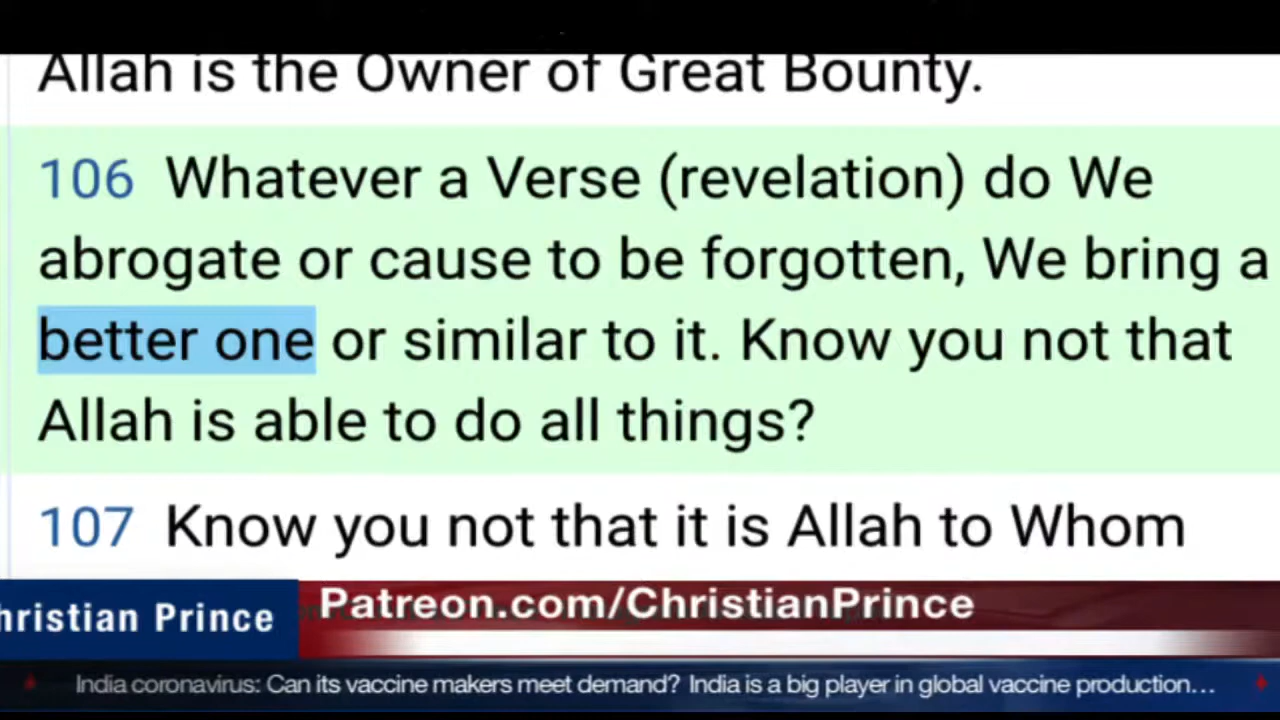 Allah is the Owner of Great Bounty.
106 Whatever a Verse (revelation) do We
abrogate or cause to be forgotten, We bring a
better one or similar to it. Know you not that
Allah is able to do all things?
107 Know you not that it is Allah to Whom
hristian Prince
Patreon.com/ChristianPrince
India coronavirus: Can its vaccine makers meet demand? India is a big player in global vaccine production…